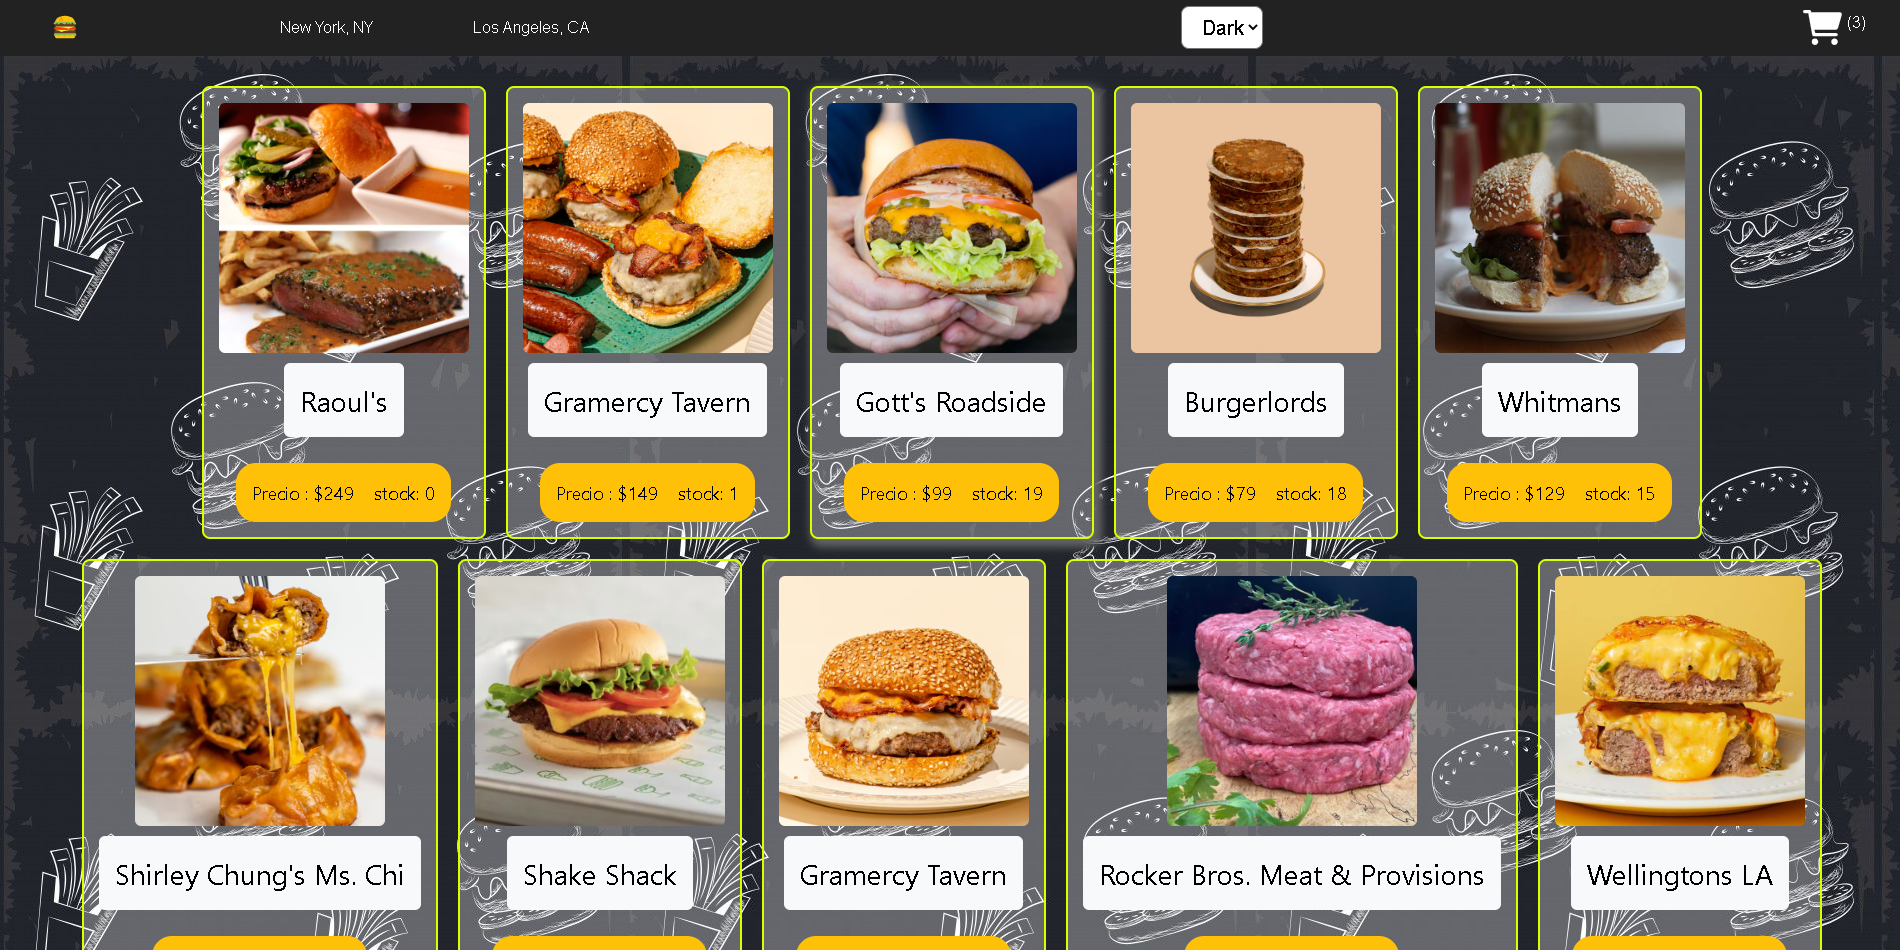 New York, NY
Los Angeles, CA
Dark
(3)
Raoul's
Gramercy Tavern
Gott's Roadside
Burgerlords
Whitmans
Precio : $249 stock: 0
Precio : $149 stock: 1
Precio : $99 stock: 19
Precio : $79 stock: 18
Precio : $129 stock: 15
Shirley Chung's Ms. Chi
Shake Shack
Gramercy Tavern
Rocker Bros. Meat & Provisions
Wellingtons LA